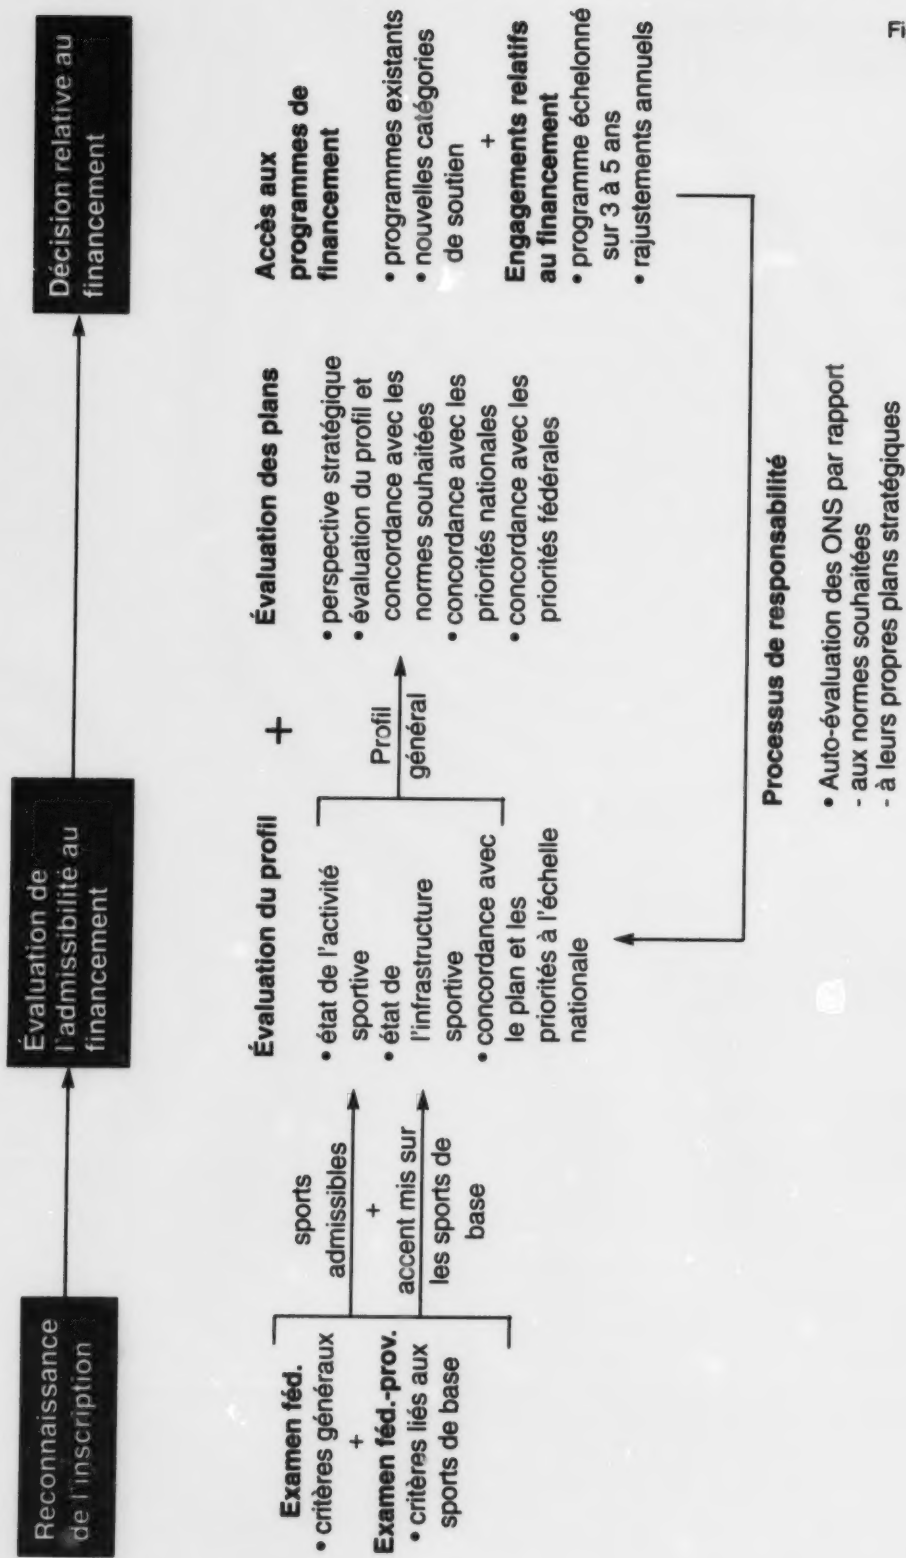 Reconnaissance
de l'inscription
Évaluation de
l'admissibilité au
financement
Décision relative au
financement
Examen féd.
• critères généraux
+
Examen féd.-prov.
• critères liés aux
sports de base
sports
admissibles
+
accent mis sur
les sports de
base
Évaluation du profil
• état de l'activité
sportive
• état de
l'infrastructure
sportive
• concordance avec
le plan et les
priorités à l'échelle
nationale
+
Profil
général
Évaluation des plans
• perspective stratégique
• évaluation du profil et
concordance avec les
normes souhaitées
• concordance avec les
priorités nationales
• concordance avec les
priorités fédérales
Accès aux
programmes de
financement
• programmes existants
• nouvelles catégories
de soutien
+
Engagements relatifs
au financement
• programme échelonné
sur 3 à 5 ans
• rajustements annuels
Processus de responsabilité
• Auto-évaluation des ONS par rapport
- aux normes souhaitées
- à leurs propres plans stratégiques